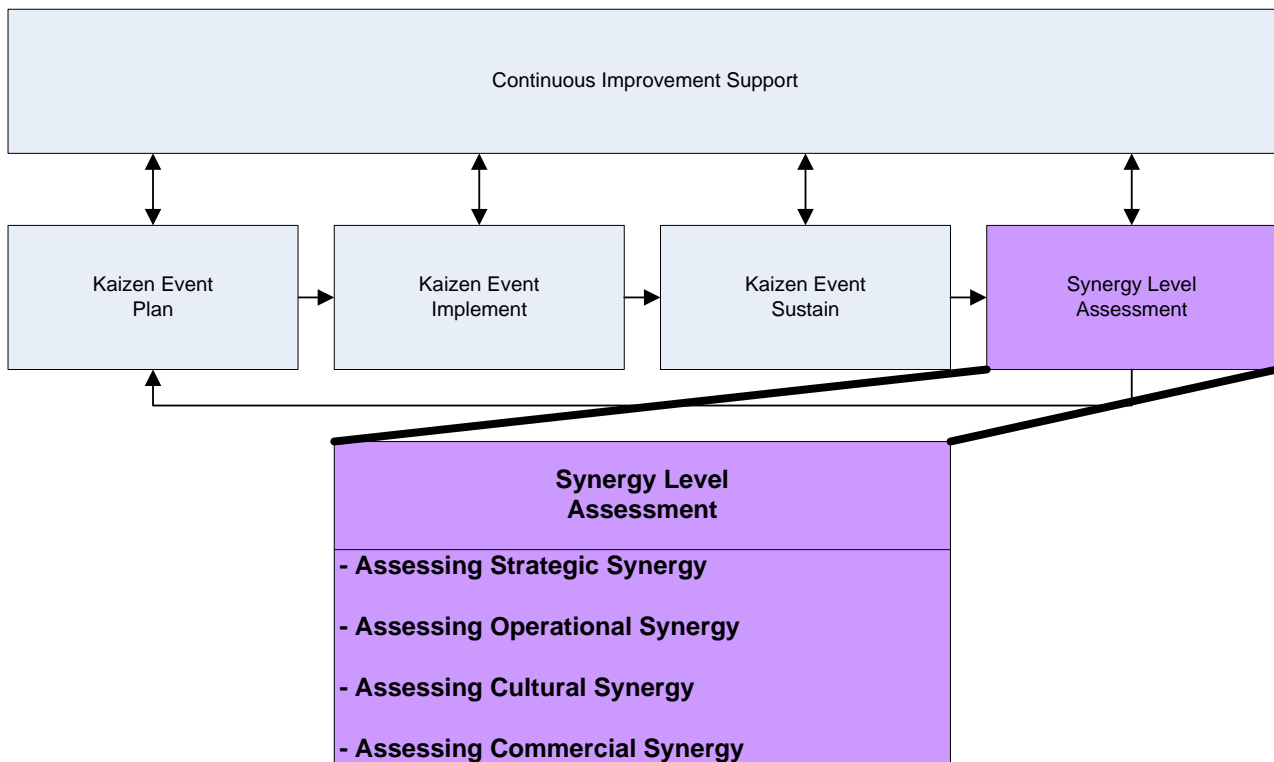 Continuous Improvement Support
Kaizen Event
Plan
Kaizen Event
Implement
Kaizen Event
Sustain
Synergy Level
Assessment
Synergy Level
Assessment
- Assessing Strategic Synergy
- Assessing Operational Synergy
- Assessing Cultural Synergy
- Assessing Commercial Synergy